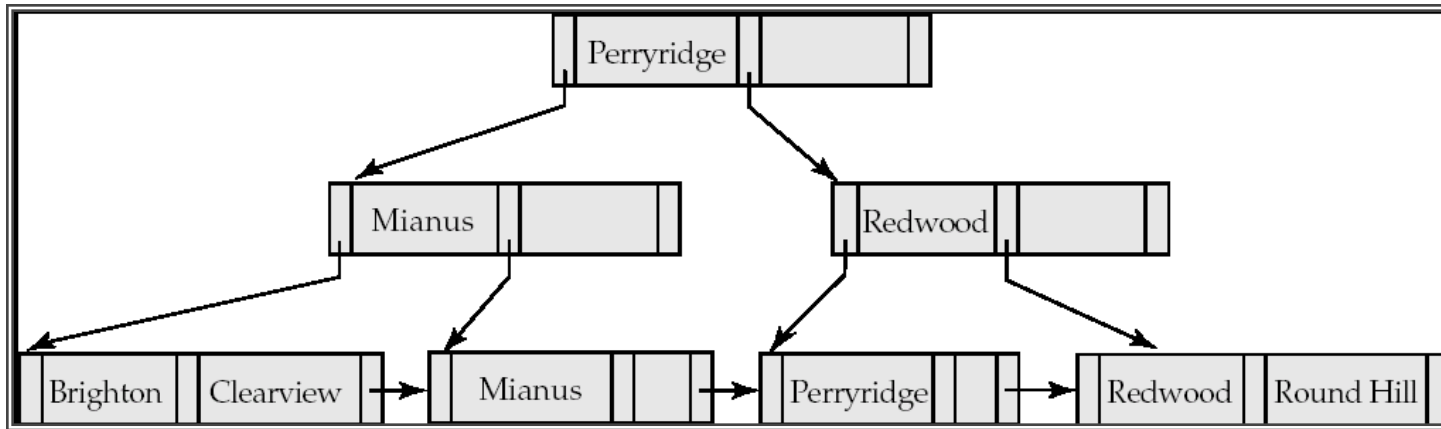 Perryridge
Mianus
Redwood
Brighton
Clearview
Mianus
Perryridge
Redwood
Round Hill